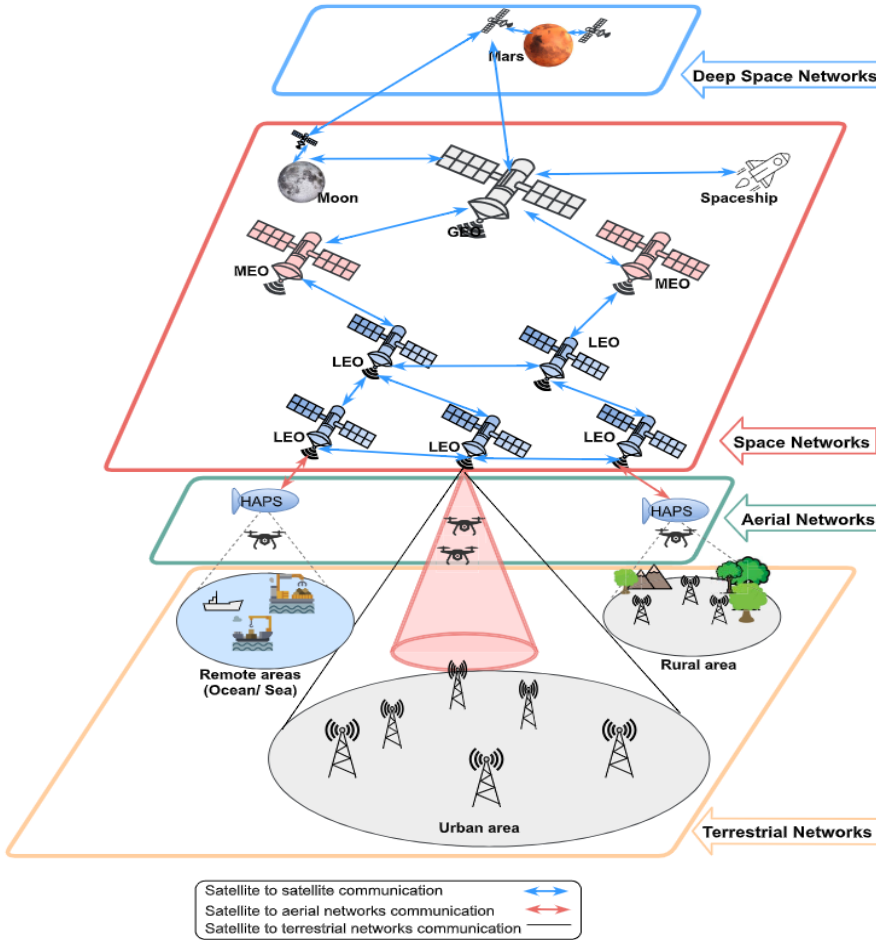 Mars
Deep Space Networks
Moon
Spaceship
GEO
MEO
MEO
LEO
LEO
LEO
LEO
LEO
Space Networks
HAPS
HAPS
Aerial Networks
Remote areas
(Ocean/ Sea)
Rural area
Urban area
Terrestrial Networks
Satellite to satellite communication
Satellite to aerial networks communication
Satellite to terrestrial networks communication